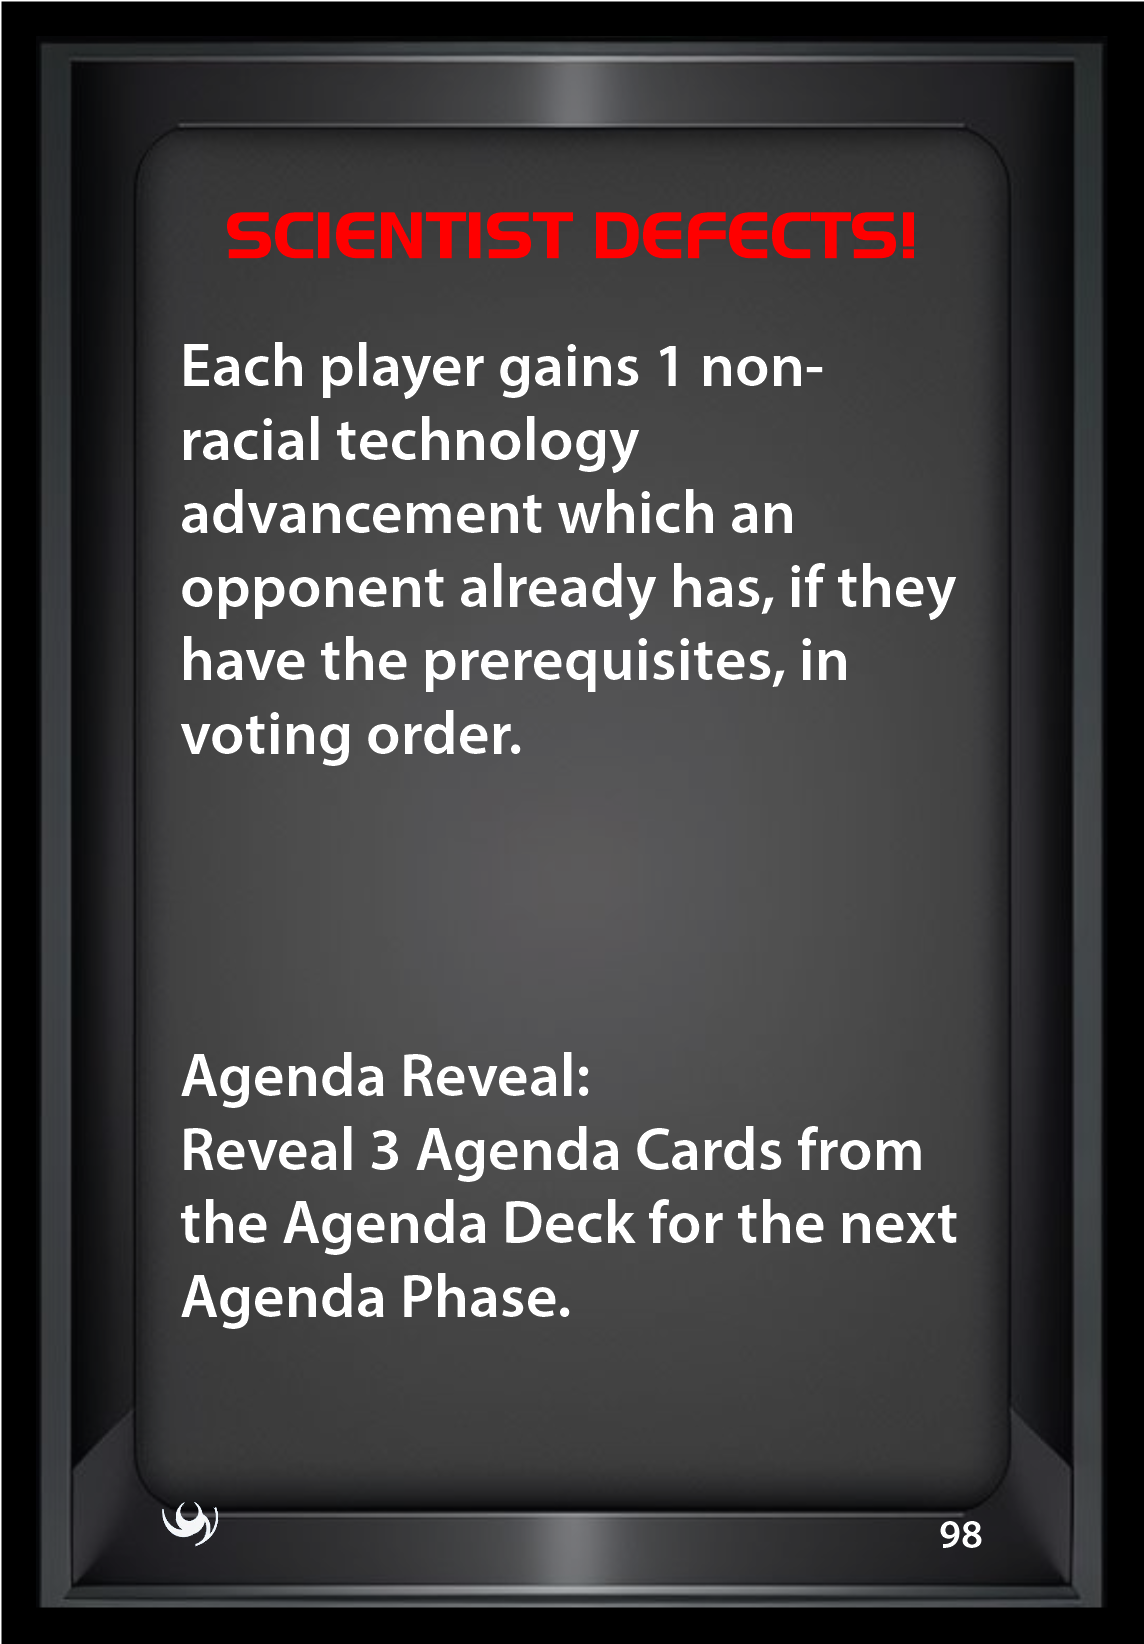 SCIENTIST DEFECTS!
Each player gains 1 non-
racial technology
advancement which an
opponent already has, if they
have the prerequisites, in
voting order.
Agenda Reveal:
Reveal 3 Agenda Cards from
the Agenda Deck for the next
Agenda Phase.
98